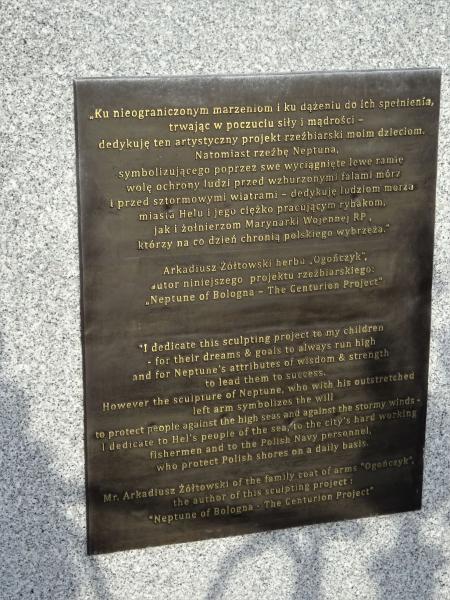 „Ku nieograniczonym marzeniom i ku dążeniu do ich spełnienia,
trwając w poczuciu siły i mądrości –
dedykuję ten artystyczny projekt rzeźbiarski moim dzieciom.
Natomiast rzeźbę Neptuna,
symbolizującego poprzez swe wyciągnięte lewe ramię
wolę ochrony ludzi przed wzburzonymi falami mórz
i przed sztormowymi wiatrami – dedykuję ludziom morza
miasta Helu i jego ciężko pracującym rybakom,
jak i żołnierzom Marynarki Wojennej RP ,
którzy na co dzień chronią polskiego wybrzeża."
Arkadiusz Żółtowski herbu „Ogończyk",
autor niniejszego projektu rzeźbiarskiego:
„Neptune of Bologna – The Centurion Project"
"I dedicate this sculpting project to my children
- for their dreams & goals to always run high
and for Neptune's attributes of wisdom & strength
to lead them to success.
However the sculpture of Neptune, who with his outstretched
left arm symbolizes the will
to protect people against the high seas and against the stormy winds -
I dedicate to Hel's people of the sea, to the city's hard working
fishermen and to the Polish Navy personnel,
who protect Polish shores on a daily basis.
Mr. Arkadiusz Żółtowski of the family coat of arms "Ogończyk",
the author of this sculpting project :
"Neptune of Bologna - The Centurion Project"